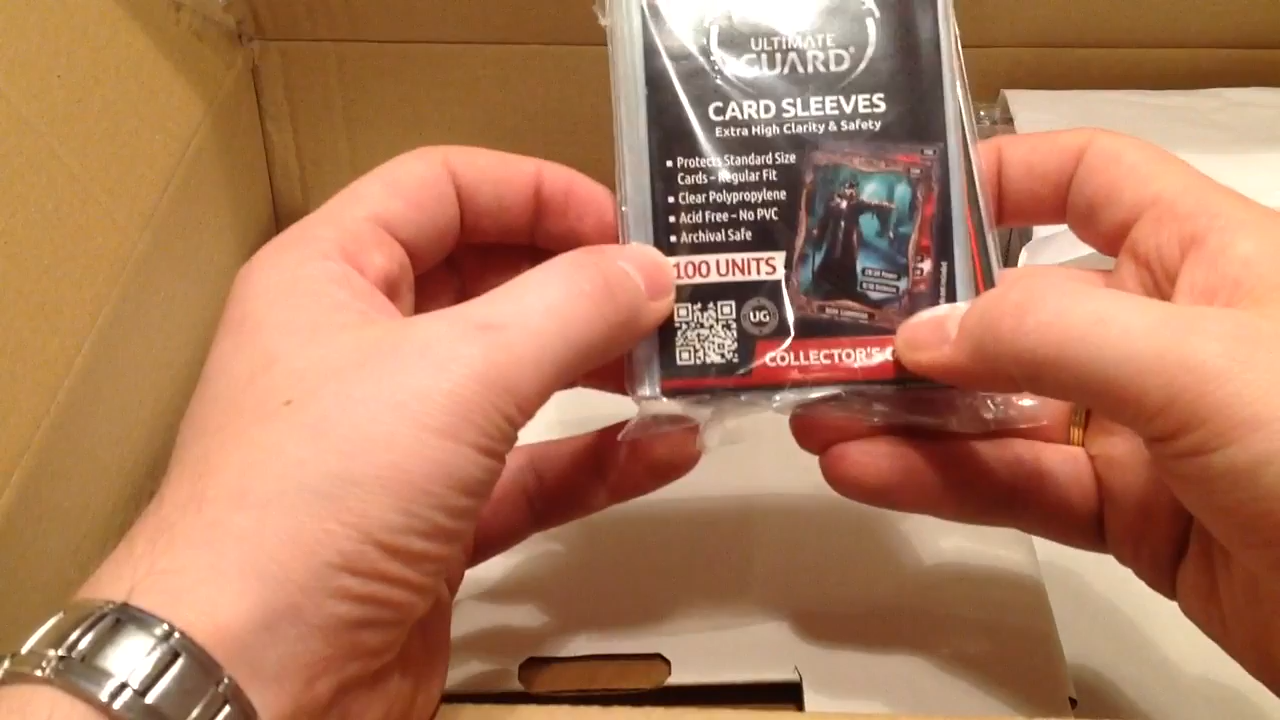 ULTIMATE
GUARD
CARD SLEEVES
Extra High Clarity & Safety
▪ Protects Standard Size
Cards – Regular Fit
▪ Clear Polypropylene
▪ Acid Free – No PVC
▪ Archival Safe
100 UNITS
UG
COLLECTOR'S